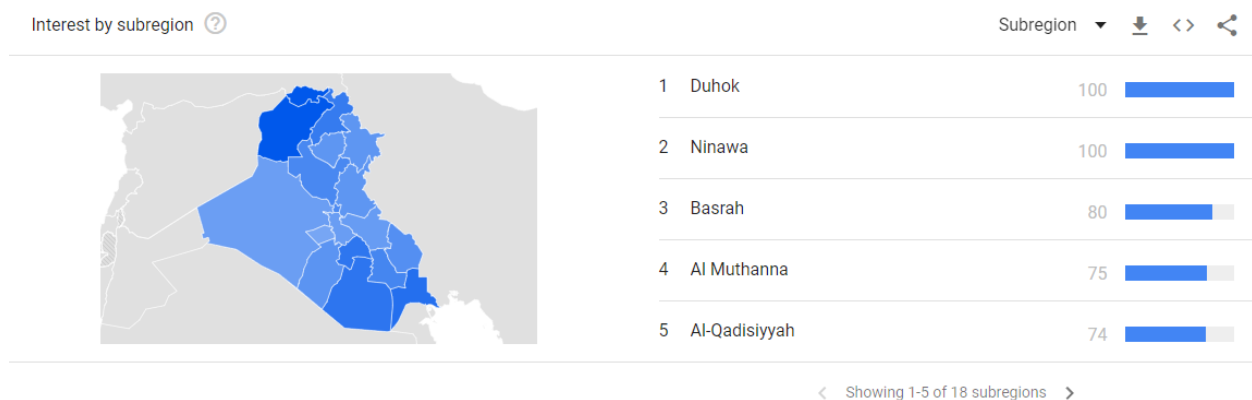 Interest by subregion ?
Subregion
1 Duhok 100
2 Ninawa 100
3 Basrah 80
4 Al Muthanna 75
5 Al-Qadisiyyah 74
Showing 1-5 of 18 subregions